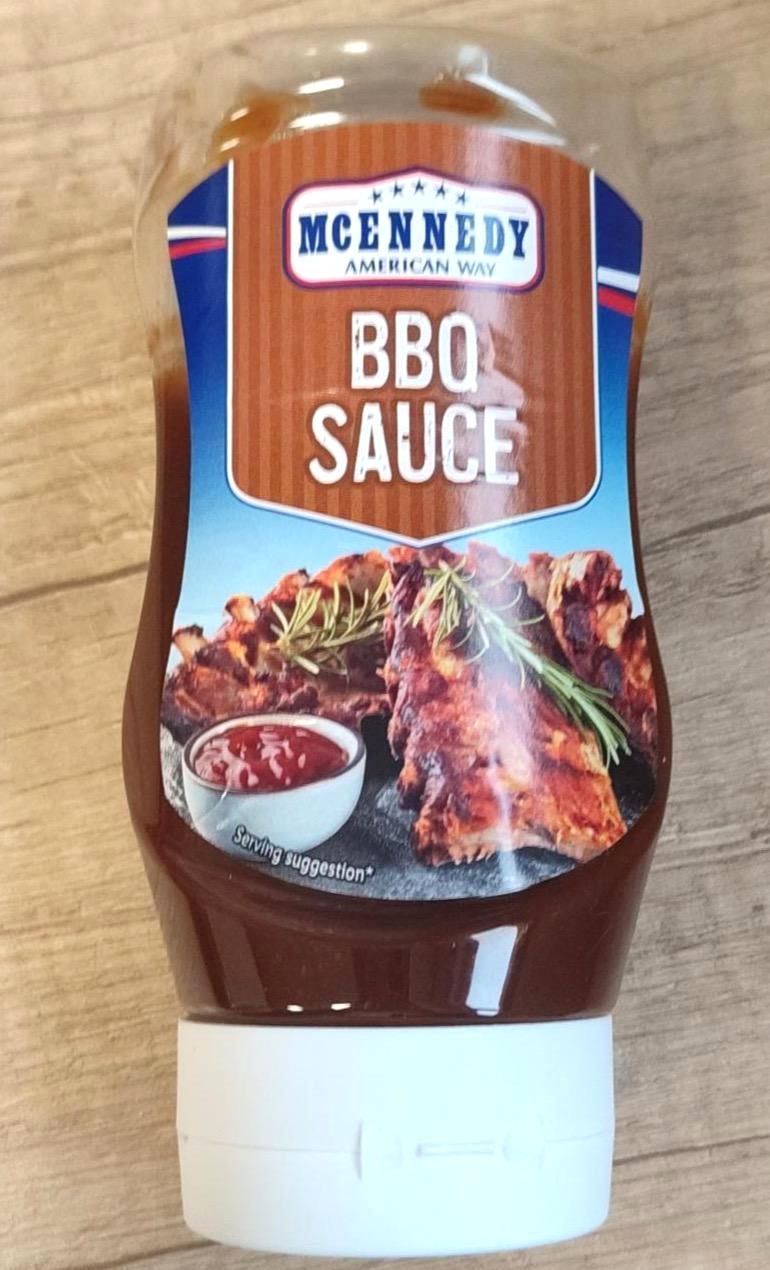 MCENNEDY
AMERICAN WAY
BBQ
SAUCE
Serving suggestion*